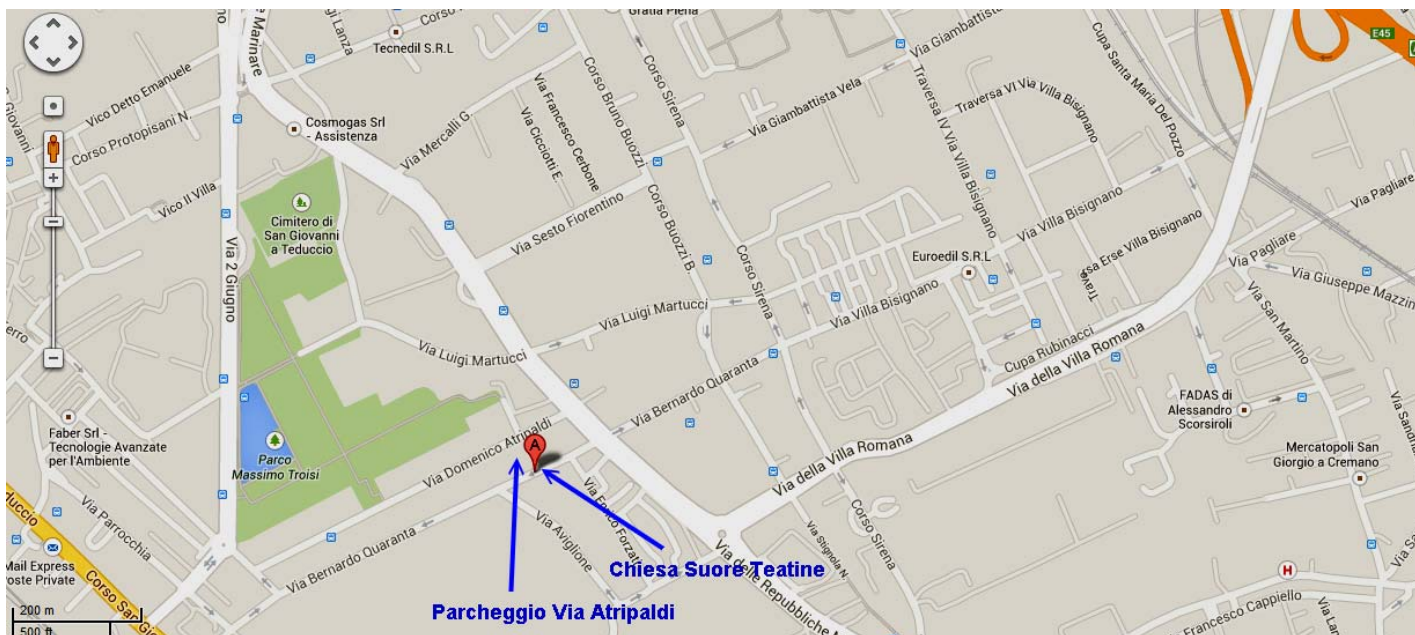 Corso Protopisani N.
Vico Detto Emanuele
Tecnedil S.R.L
Gratia Plena
Via Giambattista
E45
Cupa Santa Maria Del Pozzo
Cosmogas Srl
- Assistenza
Via Mercalli G.
Via Francesco Cerbone
Via Cicciotti E.
Corso Bruno Buozzi
Corso Sirena
Via Giambattista Vela
Traversa IV Via Villa Bisignano
Traversa VI Via Villa Bisignano
Vico II Villa
Cimitero di
San Giovanni
a Teduccio
Via 2 Giugno
Via Sesto Fiorentino
Corso Buozzi B.
Corso Sirena
Via Villa Bisignano
Via Pagliare
Via Pagliare
Euroedil S.R.L
Via Giuseppe Mazzin
Via Luigi Martucci
Via Luigi Martucci
Via Villa Bisignano
Cupa Rubinacci
Via della Villa Romana
Via San Martino
Via Bernardo Quaranta
FADAS di
Alessandro
Scorsiroli
Faber Srl -
Tecnologie Avanzate
per l'Ambiente
Parco
Massimo Troisi
Via Domenico Atripaldi
A
Via della Villa Romana
Mercatopoli San
Giorgio a Cremano
Via Parrocchia
Via Aviglione
Via Stignola N.
Corso Sirena
Via Bernardo Quaranta
Mail Express
Chiesa Suore Teatine
Via delle Repubbliche
H
Parcheggio Via Atripaldi
Francesco Cappiello
200 m
500 ft